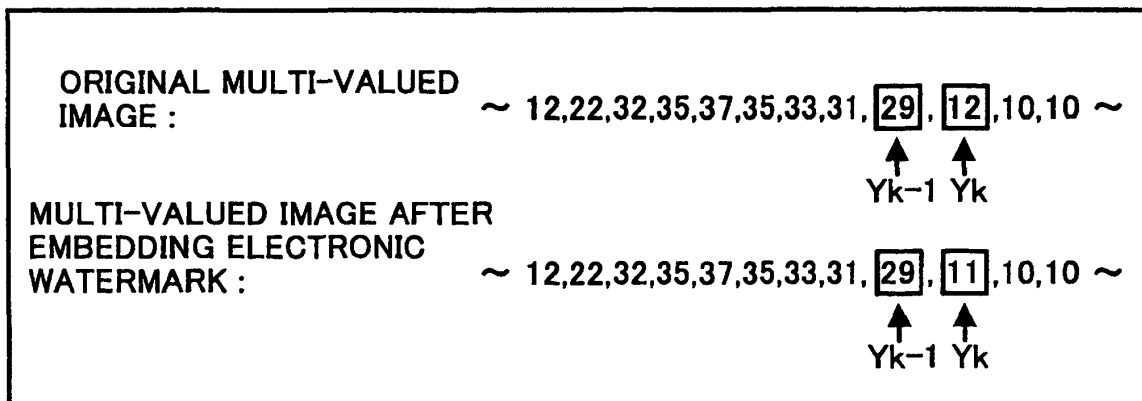 ORIGINAL MULTI-VALUED
IMAGE :
~ 12,22,32,35,37,35,33,31, 29, 12,10,10 ~
Yk-1 Yk
MULTI-VALUED IMAGE AFTER
EMBEDDING ELECTRONIC
WATERMARK :
~ 12,22,32,35,37,35,33,31, 29, 11,10,10 ~
Yk-1 Yk